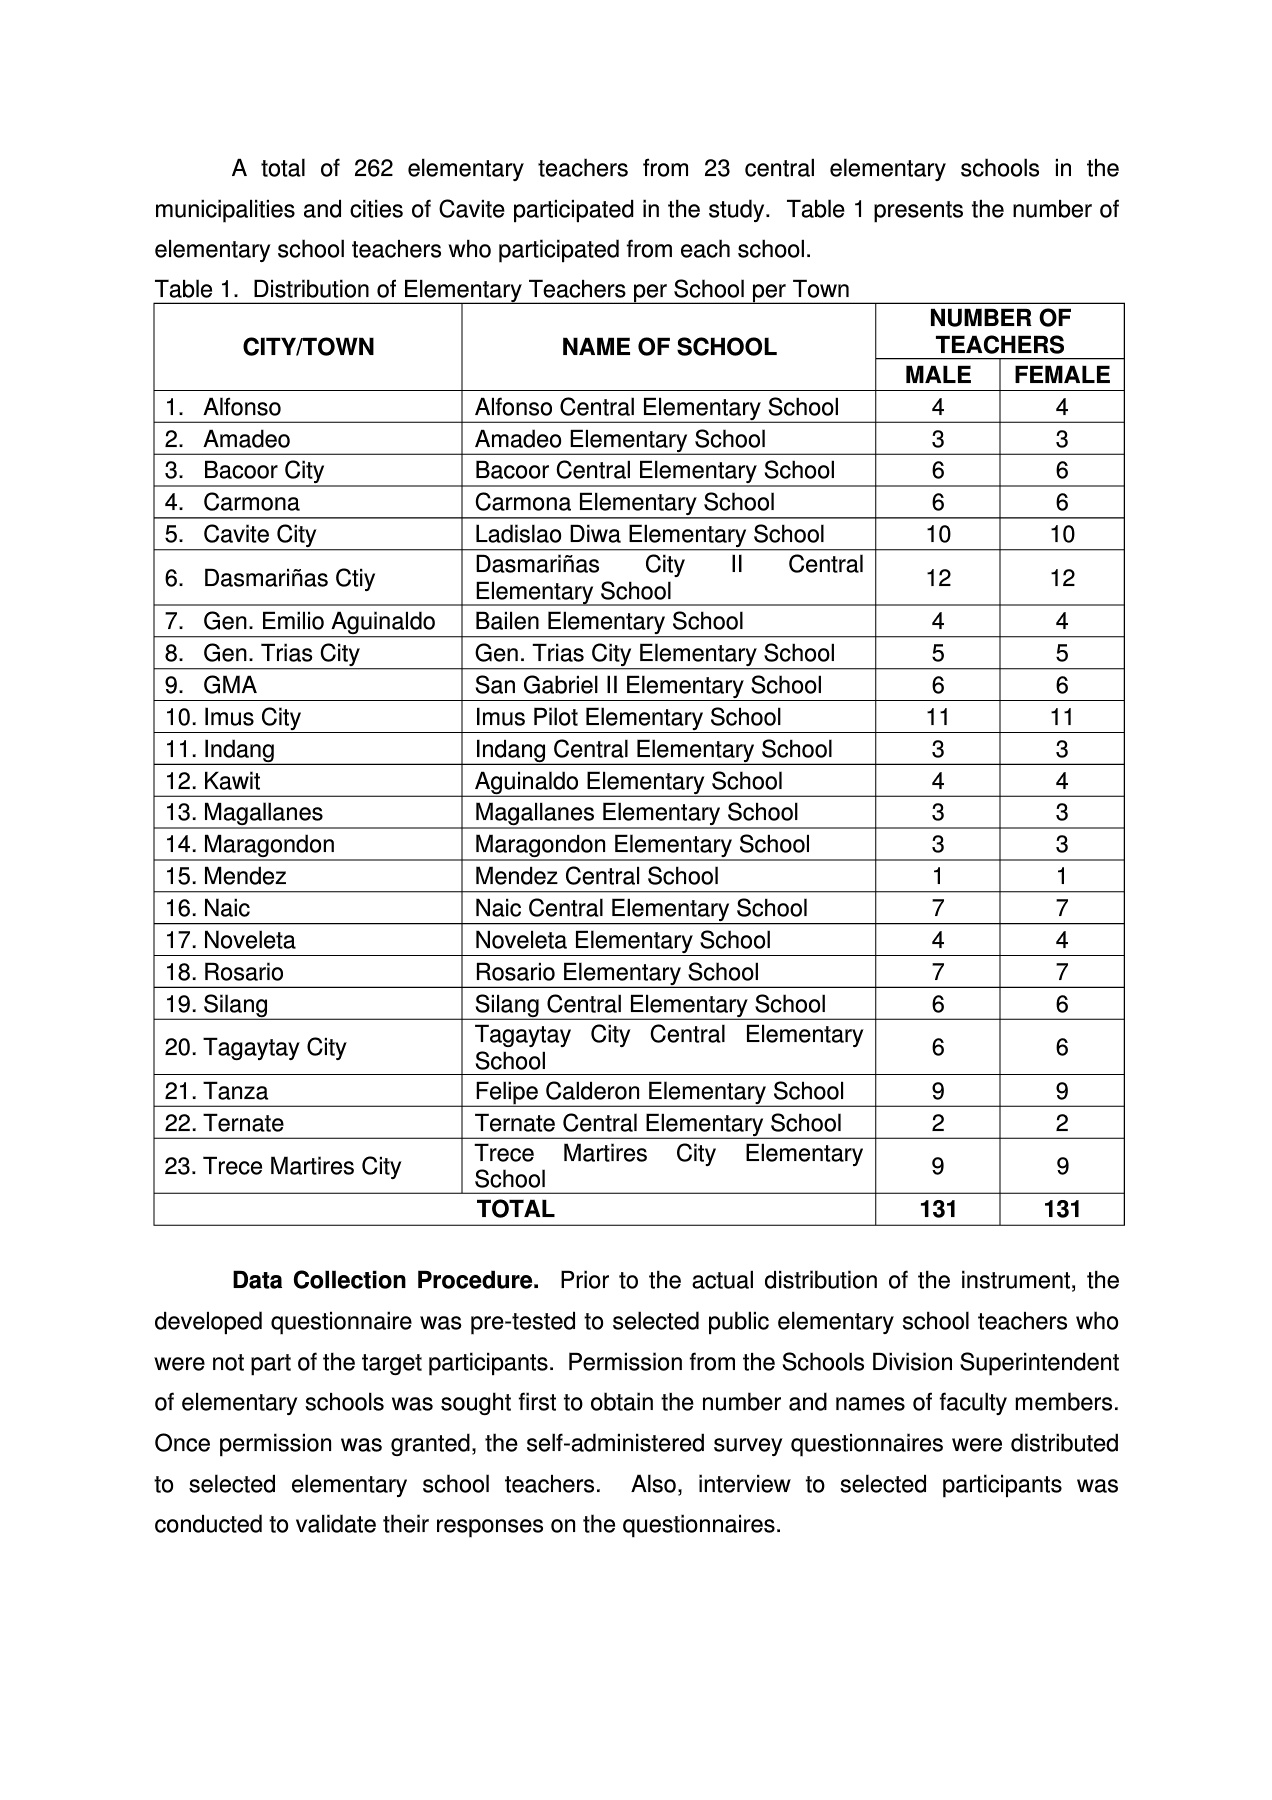 A total of 262 elementary teachers from 23 central elementary schools in the
municipalities and cities of Cavite participated in the study. Table 1 presents the number of
elementary school teachers who participated from each school.
Table 1. Distribution of Elementary Teachers per School per Town
CITY/TOWN NAME OF SCHOOL NUMBER OF
TEACHERS
MALE FEMALE
1. Alfonso Alfonso Central Elementary School 4 4
2. Amadeo Amadeo Elementary School 3 3
3. Bacoor City Bacoor Central Elementary School 6 6
4. Carmona Carmona Elementary School 6 6
5. Cavite City Ladislao Diwa Elementary School 10 10
6. Dasmariñas Ctiy Dasmariñas City II Central
Elementary School 12 12
7. Gen. Emilio Aguinaldo Bailen Elementary School 4 4
8. Gen. Trias City Gen. Trias City Elementary School 5 5
9. GMA San Gabriel II Elementary School 6 6
10. Imus City Imus Pilot Elementary School 11 11
11. Indang Indang Central Elementary School 3 3
12. Kawit Aguinaldo Elementary School 4 4
13. Magallanes Magallanes Elementary School 3 3
14. Maragondon Maragondon Elementary School 3 3
15. Mendez Mendez Central School 1 1
16. Naic Naic Central Elementary School 7 7
17. Noveleta Noveleta Elementary School 4 4
18. Rosario Rosario Elementary School 7 7
19. Silang Silang Central Elementary School 6 6
20. Tagaytay City Tagaytay City Central Elementary
School 6 6
21. Tanza Felipe Calderon Elementary School 9 9
22. Ternate Ternate Central Elementary School 2 2
23. Trece Martires City Trece Martires City Elementary
School 9 9
TOTAL 131 131
Data Collection Procedure. Prior to the actual distribution of the instrument, the
developed questionnaire was pre-tested to selected public elementary school teachers who
were not part of the target participants. Permission from the Schools Division Superintendent
of elementary schools was sought first to obtain the number and names of faculty members.
Once permission was granted, the self-administered survey questionnaires were distributed
to selected elementary school teachers. Also, interview to selected participants was
conducted to validate their responses on the questionnaires.